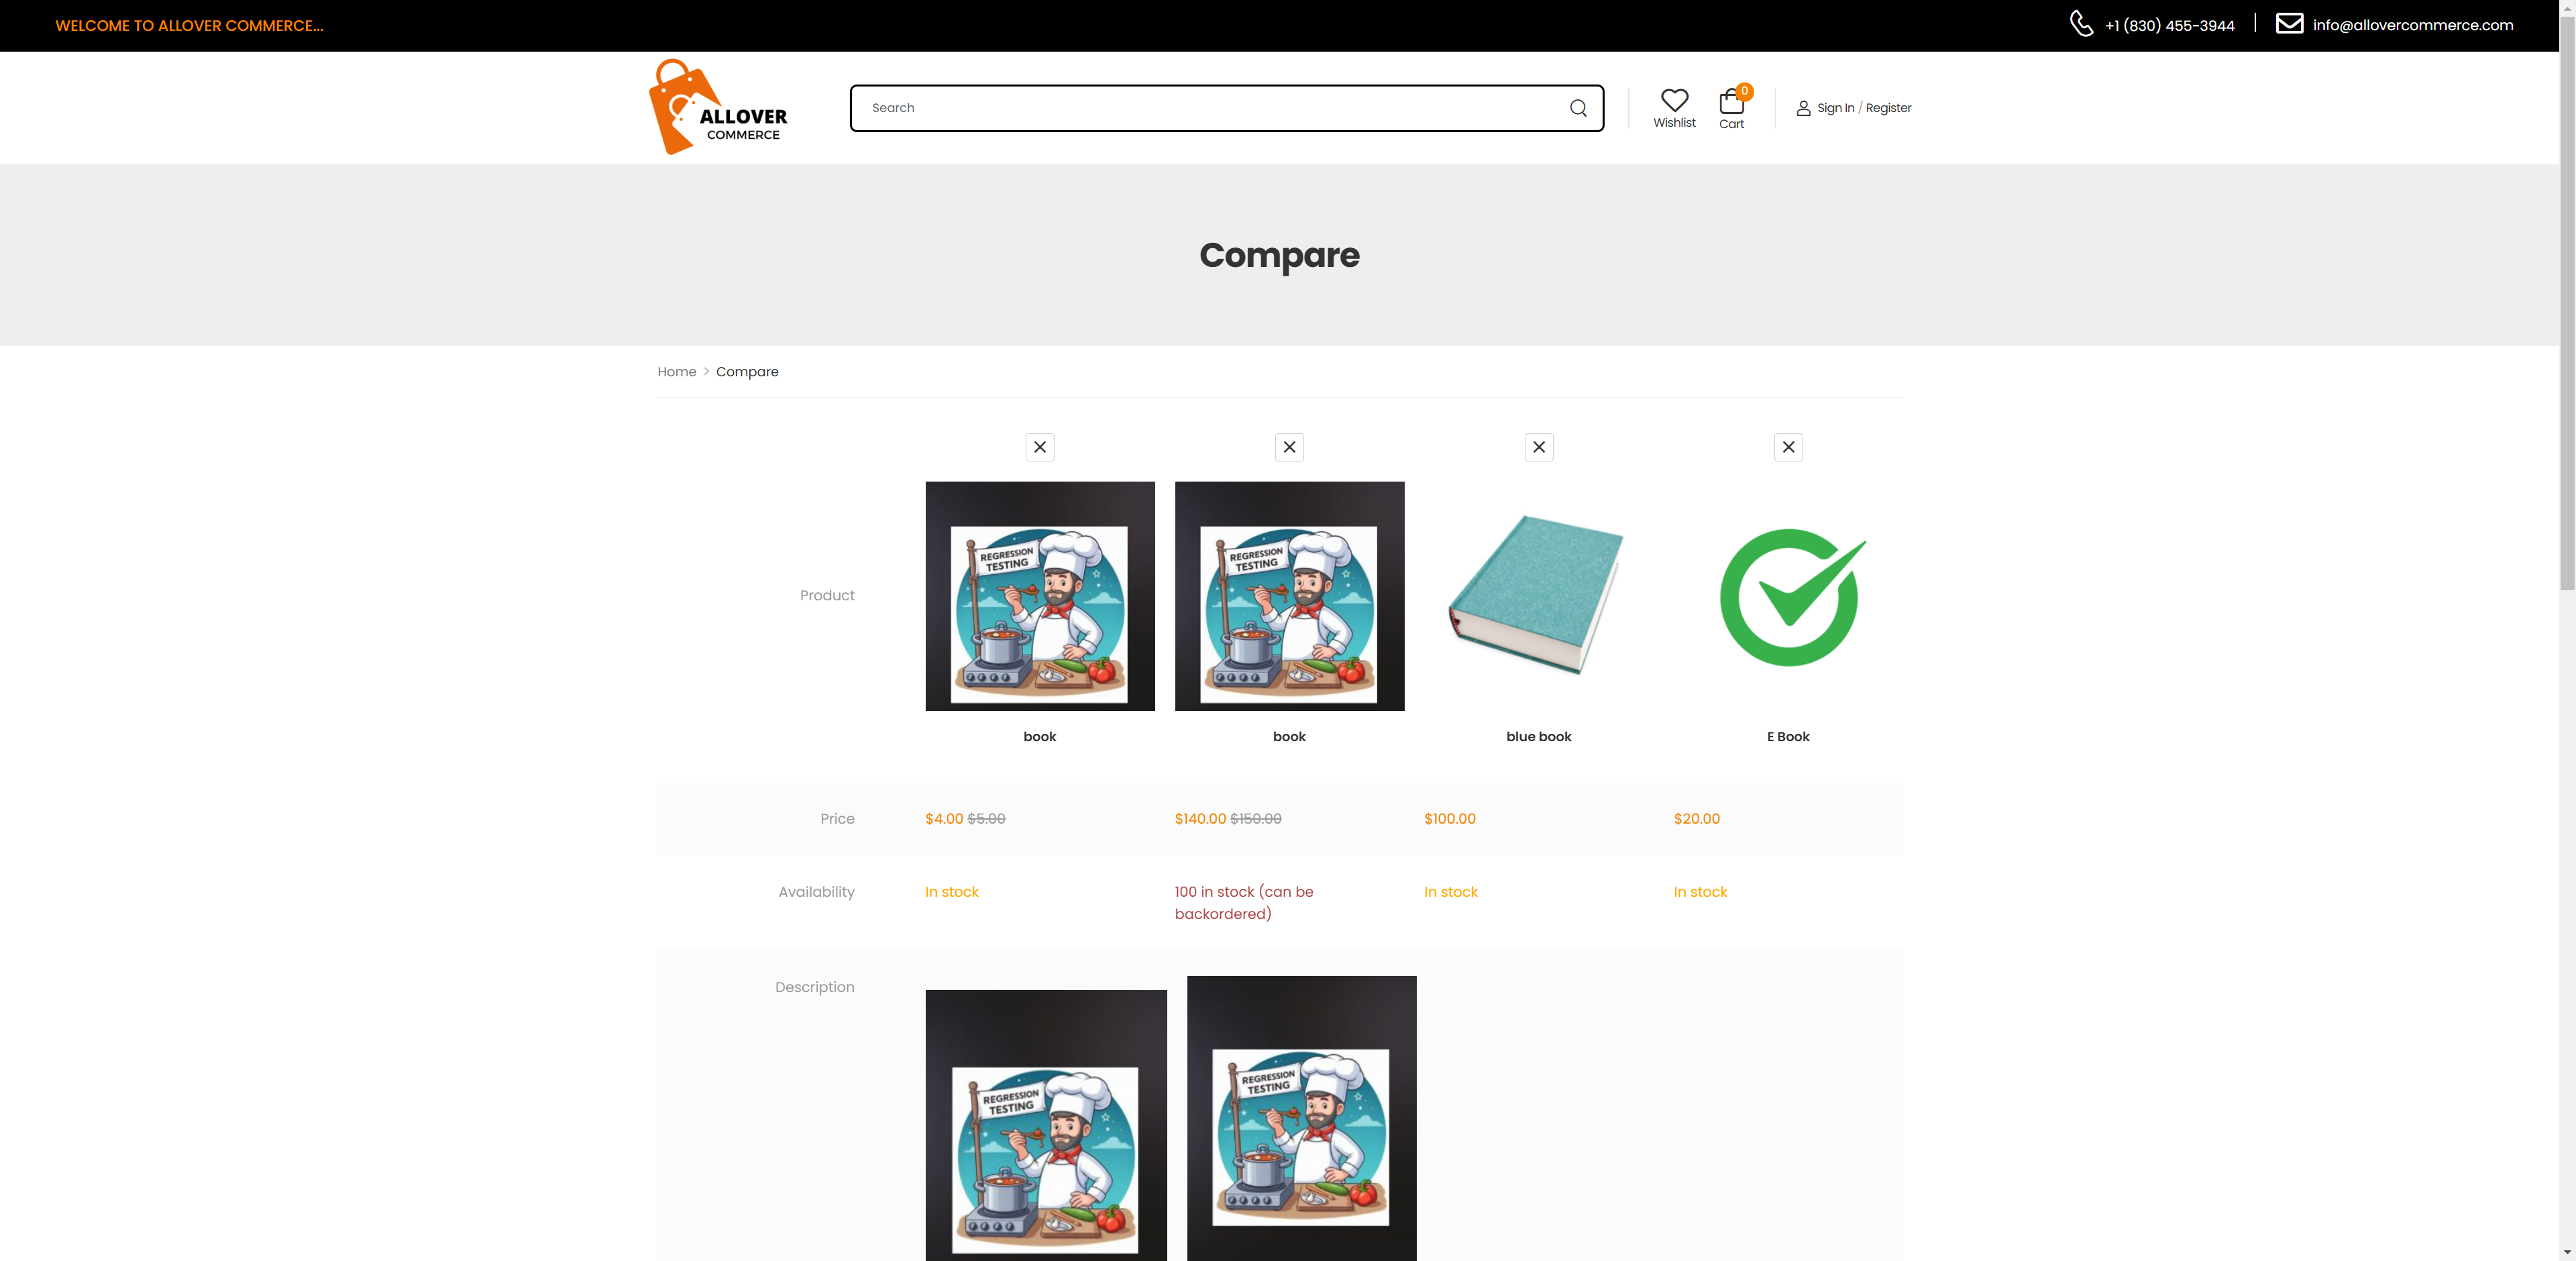 WELCOME TO ALLOVER COMMERCE...
+1 (830) 455-3944
info@allovercommerce.com
ALLOVER
COMMERCE
Search
Wishlist
0
Cart
Sign In / Register
Compare
Home > Compare
Product
REGRESSION
TESTING
book
REGRESSION
TESTING
book
blue book
E Book
Price
$4.00 $5.00
$140.00 $150.00
$100.00
$20.00
Availability
In stock
100 in stock (can be
backordered)
In stock
In stock
Description
REGRESSION
TESTING
REGRESSION
TESTING